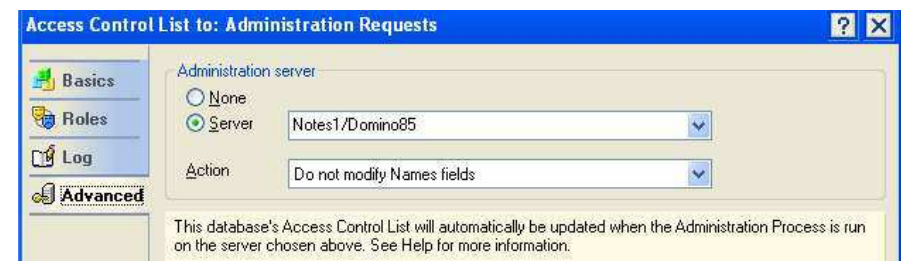 Access Control List to: Administration Requests
Basics
Roles
Log
Advanced
Administration server
None
Server Notes1/Domino85
Action Do not modify Names fields
This database's Access Control List will automatically be updated when the Administration Process is run
on the server chosen above. See Help for more information.